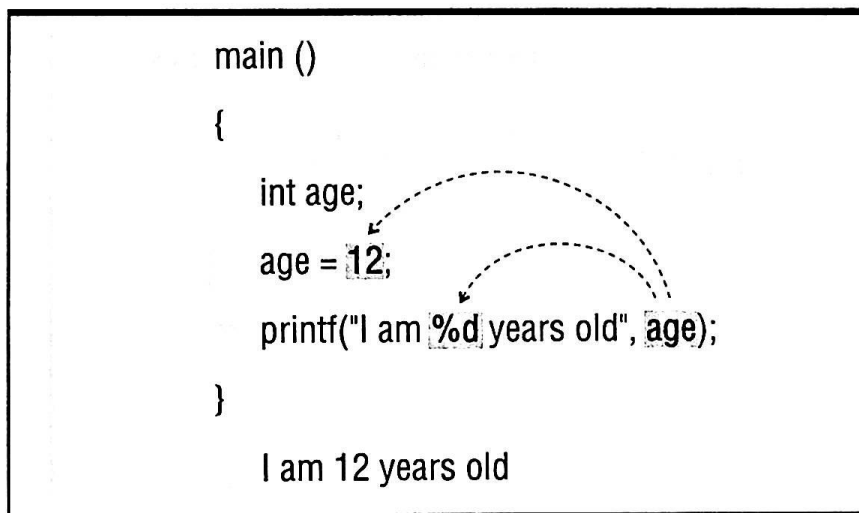 main ()
{
int age;
age = 12;
printf("I am %d years old", age);
}
I am 12 years old